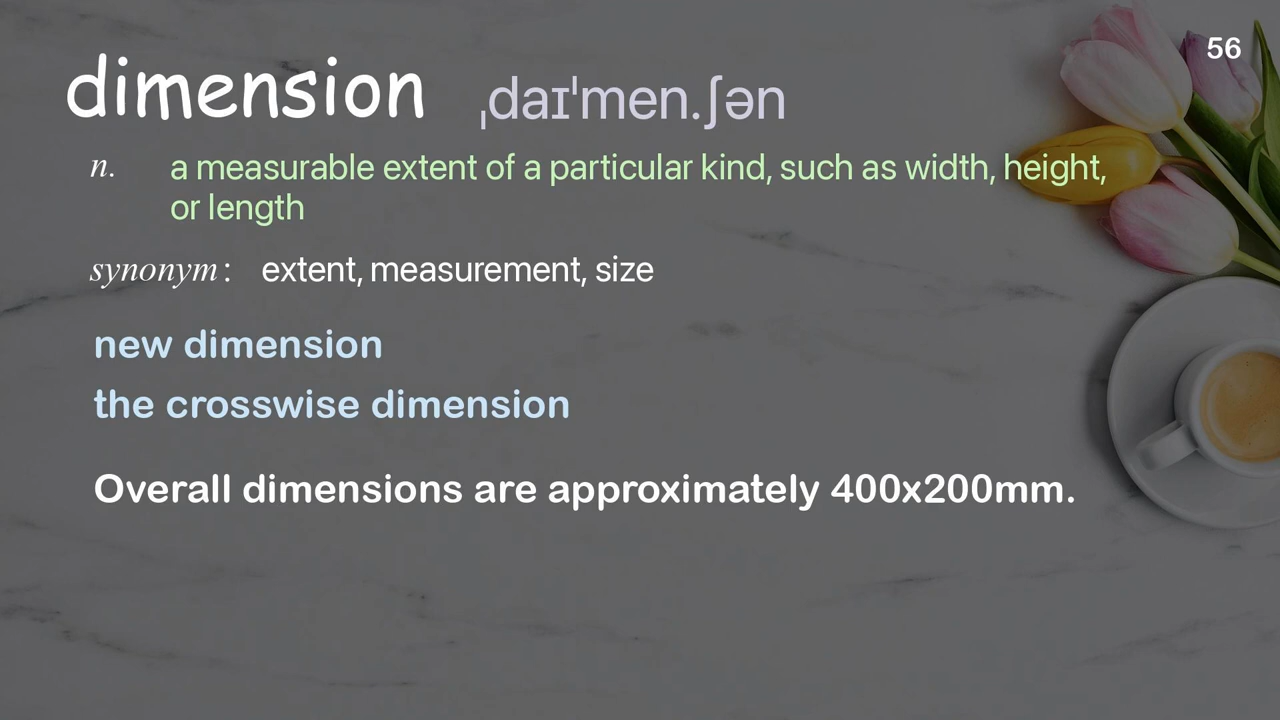 56
dimension ˌdaɪˈmen.ʃən
n. a measurable extent of a particular kind, such as width, height,
or length
synonym : extent, measurement, size
new dimension
the crosswise dimension
Overall dimensions are approximately 400x200mm.